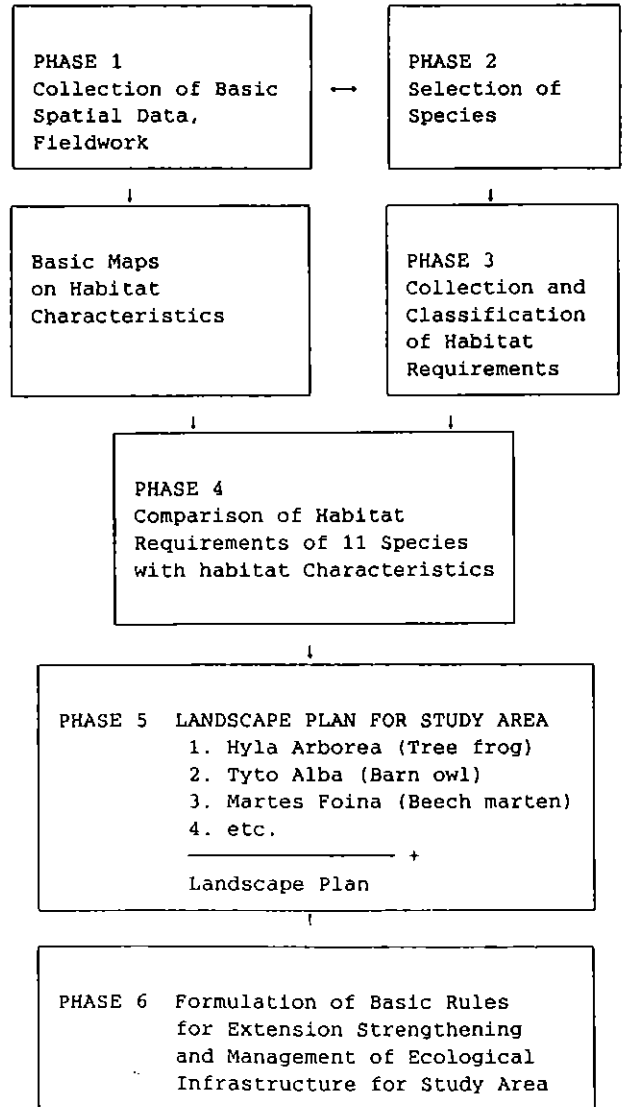 PHASE 1
Collection of Basic
Spatial Data,
Fieldwork
↔
PHASE 2
Selection of
Species
↓
↓
Basic Maps
on Habitat
Characteristics
PHASE 3
Collection and
Classification
of Habitat
Requirements
↓
↓
PHASE 4
Comparison of Habitat
Requirements of 11 Species
with habitat Characteristics
↓
PHASE 5 LANDSCAPE PLAN FOR STUDY AREA
1. Hyla Arborea (Tree frog)
2. Tyto Alba (Barn owl)
3. Martes Foina (Beech marten)
4. etc.
+
Landscape Plan
↓
PHASE 6 Formulation of Basic Rules
for Extension Strengthening
and Management of Ecological
Infrastructure for Study Area